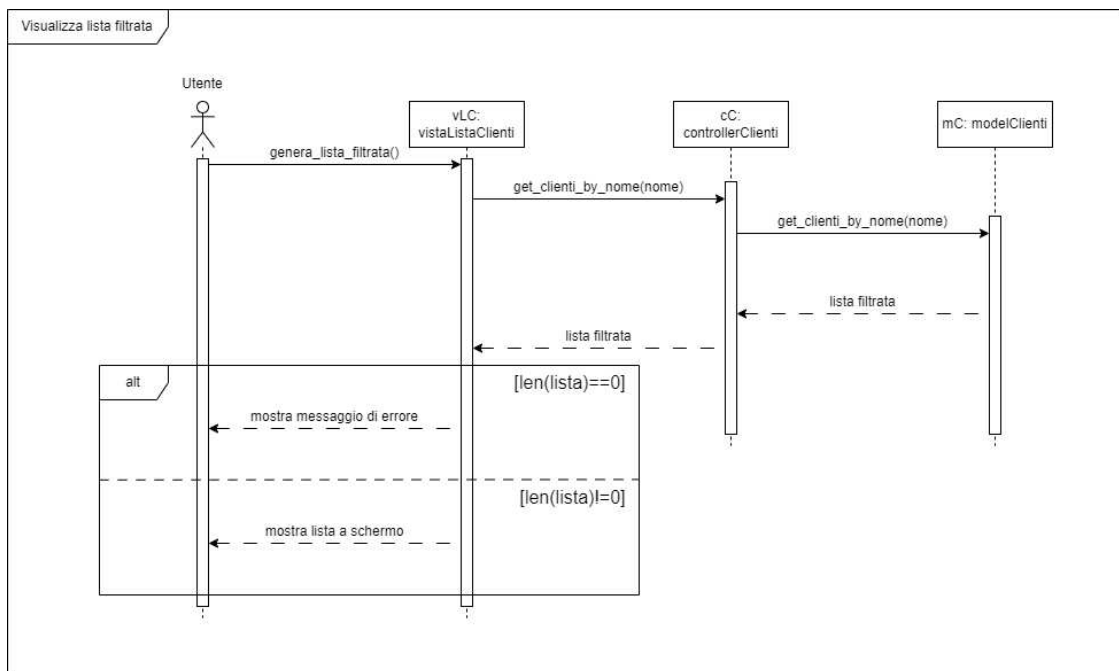 Visualizza lista filtrata
Utente
vLC:
vistaListaClienti
cC:
controllerClienti
mC: modelClienti
genera_lista_filtrata()
get_clienti_by_nome(nome)
get_clienti_by_nome(nome)
lista filtrata
lista filtrata
alt
[len(lista)==0]
mostra messaggio di errore
[len(lista)!=0]
mostra lista a schermo